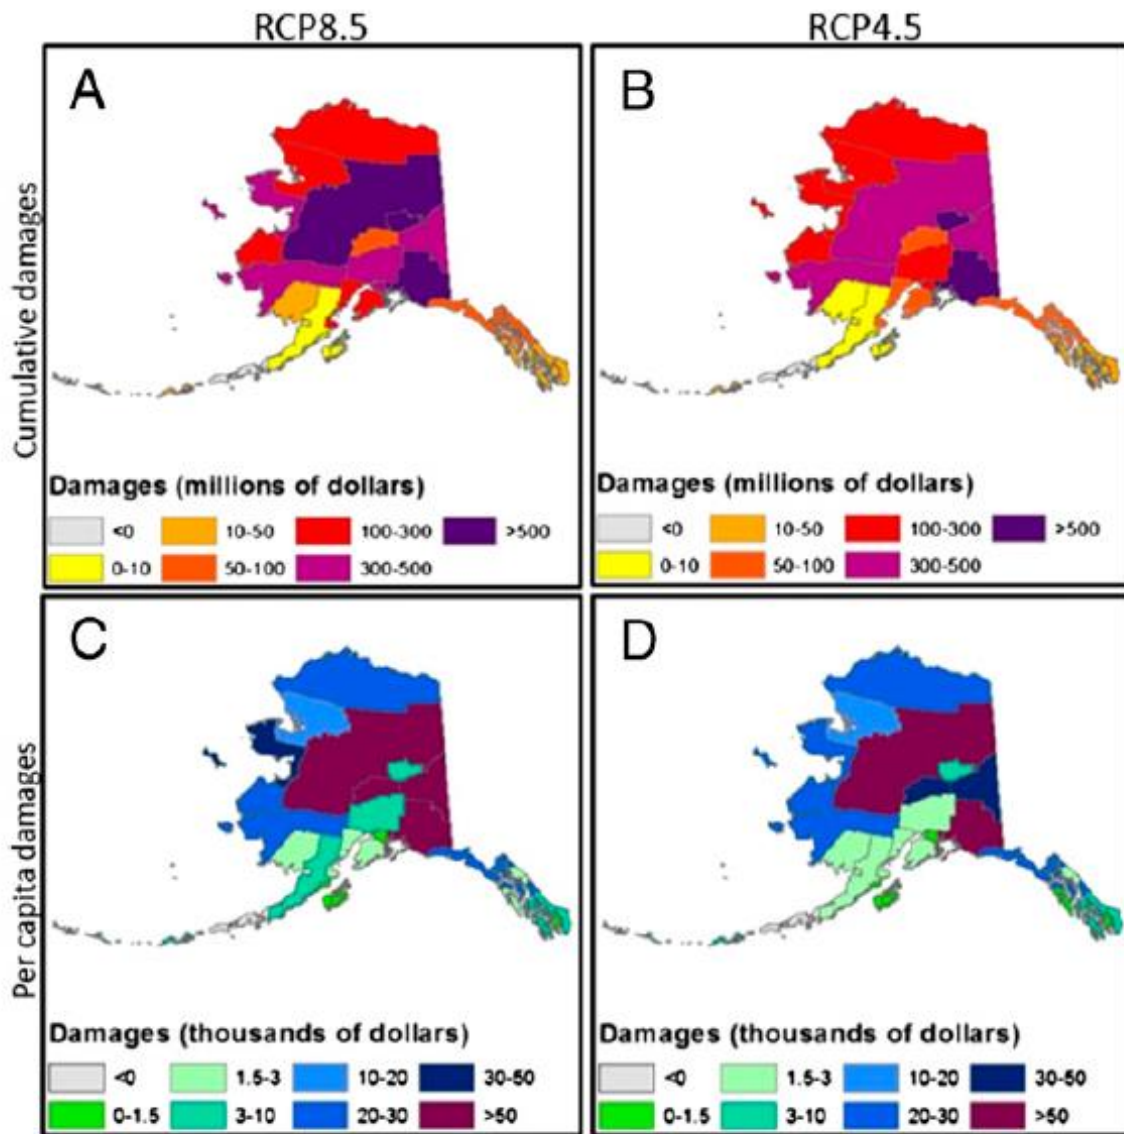 RCP8.5 RCP4.5
Cumulative damages
A
B
Damages (millions of dollars)
<0 10-50 100-300 >500
0-10 50-100 300-500
Damages (millions of dollars)
<0 10-50 100-300 >500
0-10 50-100 300-500
Per capita damages
C
D
Damages (thousands of dollars)
<0 1.5-3 10-20 30-50
0-1.5 3-10 20-30 >50
Damages (thousands of dollars)
<0 1.5-3 10-20 30-50
0-1.5 3-10 20-30 >50